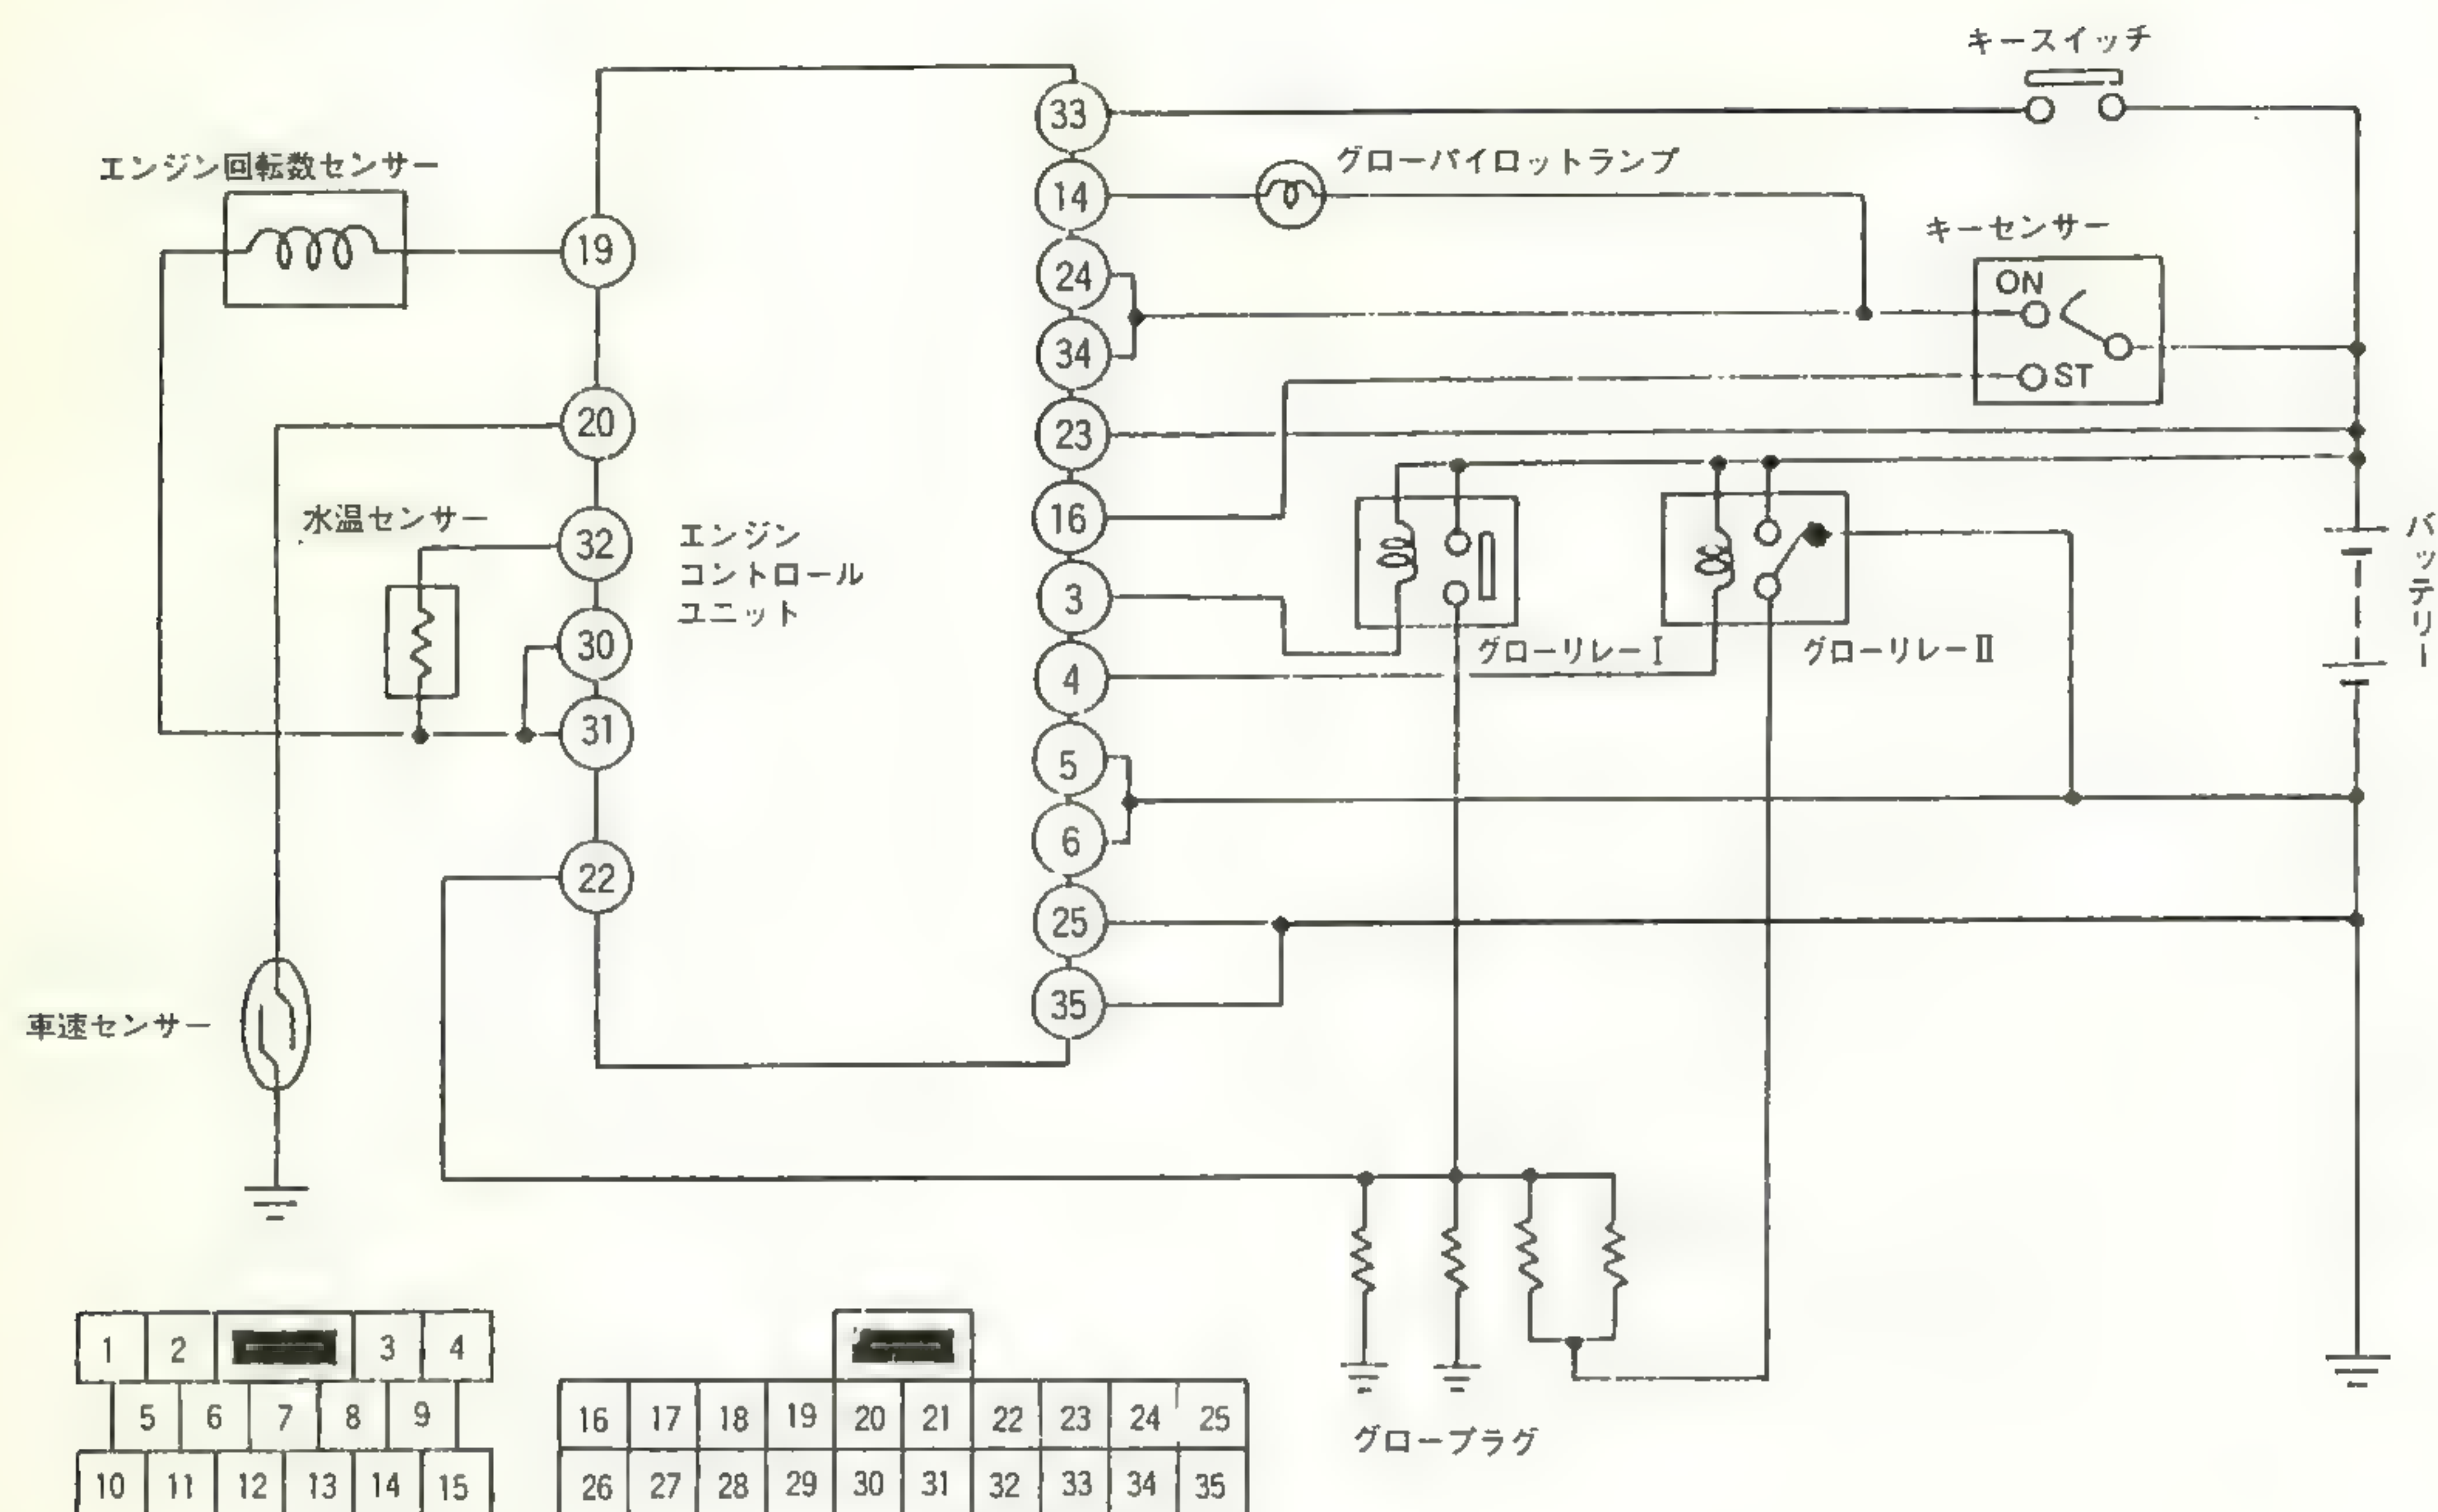 キースイッチ
33
グローパイロットランプ
14
エンジン回転数センサー
19
24
キーセンサー
ON
34
ST
20
23
水温センサー
32
エンジン
コントロール
ユニット
16
バッテリー
3
30
グローリレーⅠ
グローリレーⅡ
4
31
5
6
22
25
35
車速センサー
グロープラグ
1 2 3 4
5 6 7 8 9
10 11 12 13 14 15
16 17 18 19 20 21 22 23 24 25
26 27 28 29 30 31 32 33 34 35